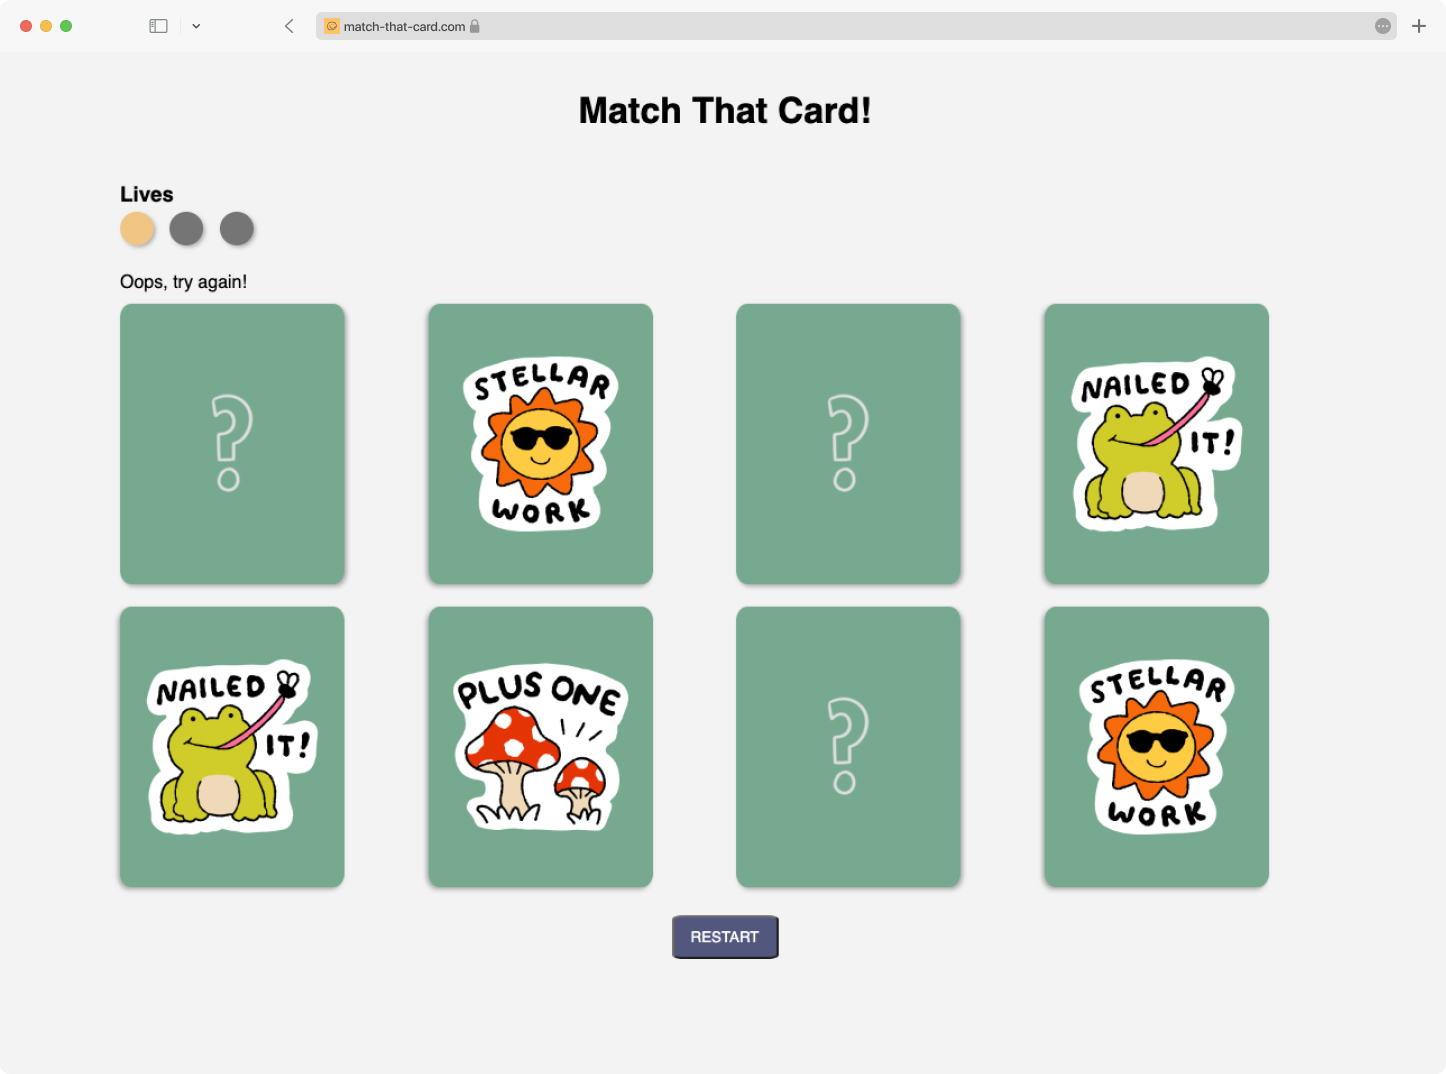 match-that-card.com
Match That Card!
Lives
Oops, try again!
?
STELLAR
WORK
?
NAILED
IT!
NAILED
IT!
PLUS ONE
?
STELLAR
WORK
RESTART